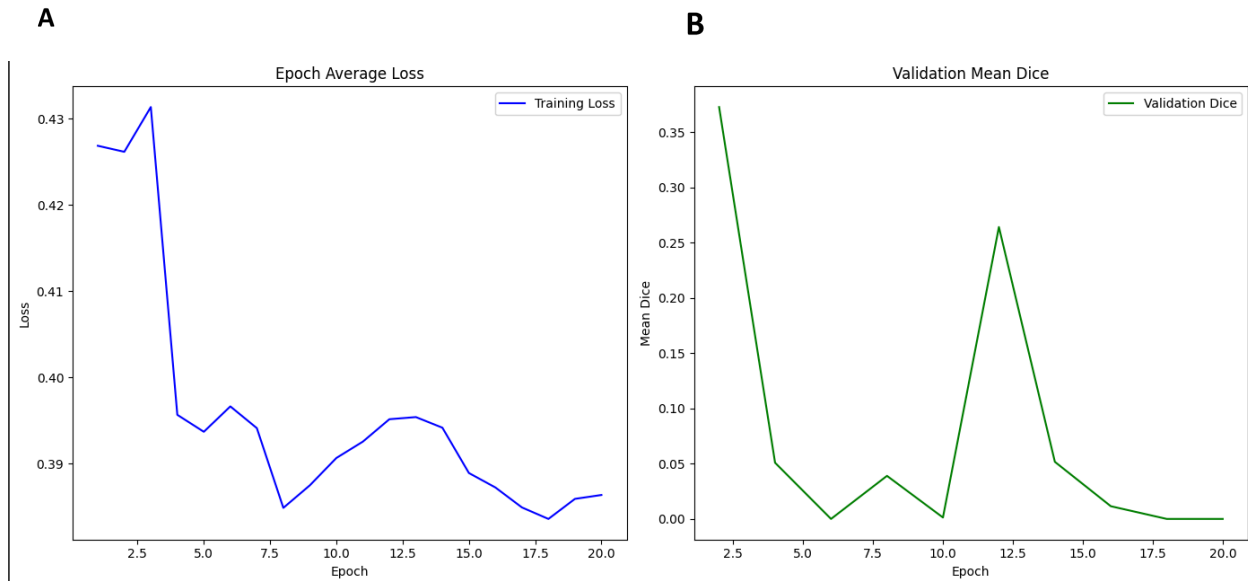 A
B
Epoch Average Loss
Training Loss
0.43
0.42
0.41
0.40
0.39
Loss
2.5 5.0 7.5 10.0 12.5 15.0 17.5 20.0
Epoch
Validation Mean Dice
Validation Dice
0.35
0.30
0.25
0.20
0.15
0.10
0.05
0.00
Mean Dice
2.5 5.0 7.5 10.0 12.5 15.0 17.5 20.0
Epoch